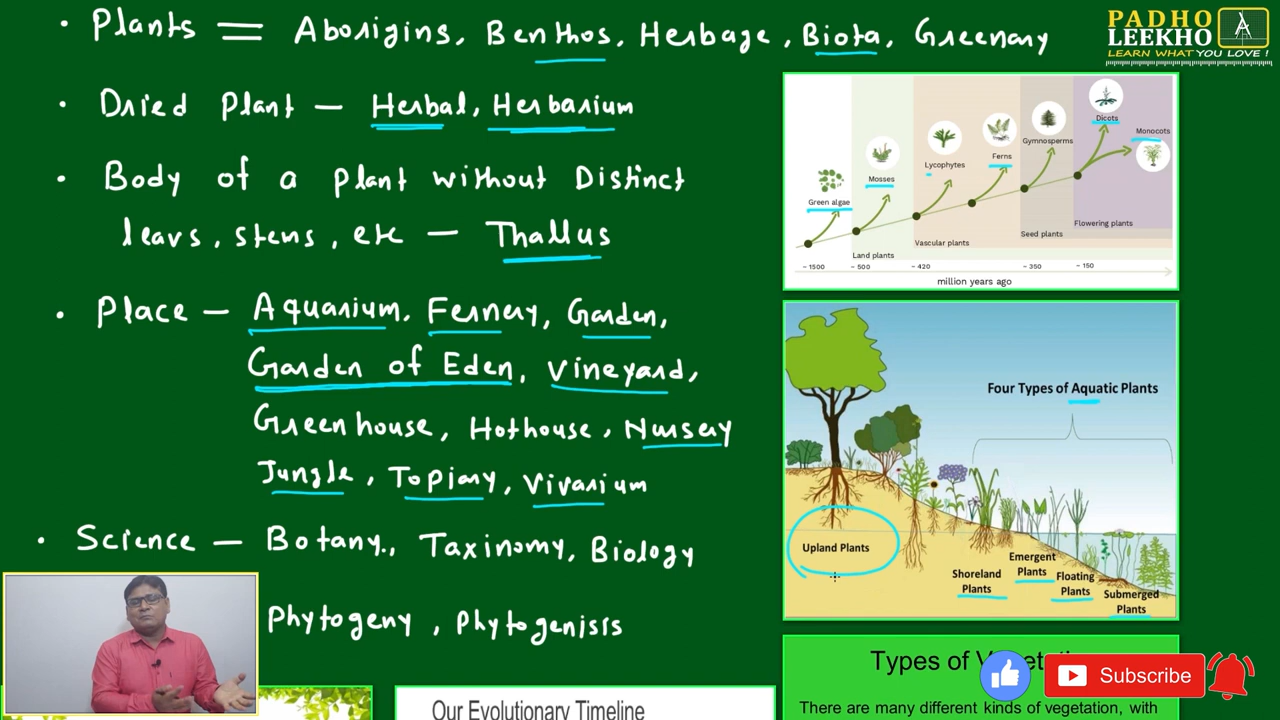 • Plants = Aborigins, Benthos, Herbage, Biota, Greenary
• Dried Plant – Herbal, Herbarium
• Body of a plant without Distinct
leavs, stems, etc – Thallus
• Place – Aquarium, Fernery, Garden,
Garden of Eden, Vineyard,
Greenhouse, Hothouse, Nursery
Jungle, Topiary, Vivarium
• Science – Botany., Taxinomy, Biology
Phytogeny, Phytogenisis
PADHO
LEEKHO
LEARN WHAT YOU LOVE !
Dicots
Monocots
Gymnosperms
Ferns
Lycophytes
Mosses
Green algae
Flowering plants
Seed plants
Vascular plants
Land plants
~ 1500 ~ 500 ~ 420 ~ 350 ~ 150
million years ago
Four Types of Aquatic Plants
Upland Plants
Shoreland
Plants
Emergent
Plants
Floating
Plants
Submerged
Plants
Our Evolutionary Timeline
Types of
There are many different kinds of vegetation, with
Subscribe